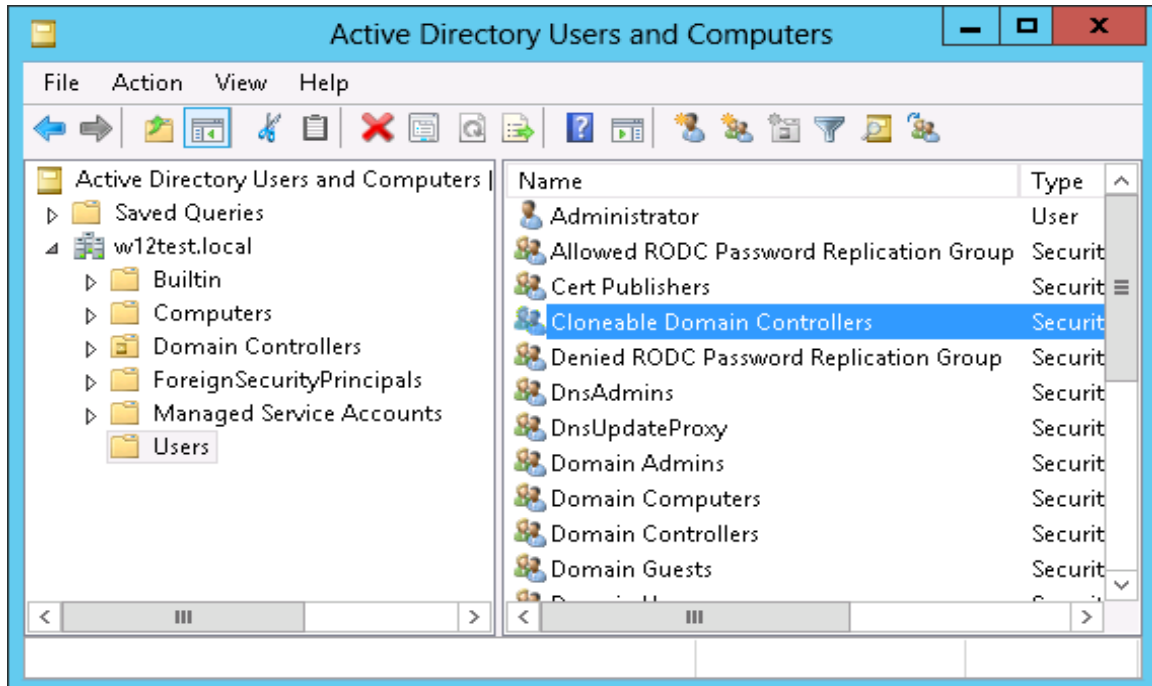 Active Directory Users and Computers
File Action View Help
Active Directory Users and Computers
Saved Queries
w12test.local
Builtin
Computers
Domain Controllers
ForeignSecurityPrincipals
Managed Service Accounts
Users
Name Type
Administrator User
Allowed RODC Password Replication Group Securit
Cert Publishers Securit
Cloneable Domain Controllers Securit
Denied RODC Password Replication Group Securit
DnsAdmins Securit
DnsUpdateProxy Securit
Domain Admins Securit
Domain Computers Securit
Domain Controllers Securit
Domain Guests Securit